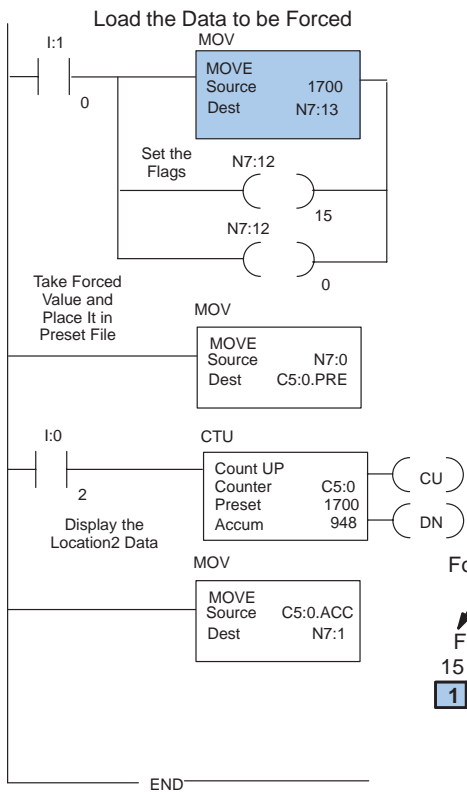 Load the Data to be Forced
I:1
MOV
MOVE
Source 1700
Dest N7:13
0
Set the
Flags
N7:12
15
N7:12
0
Take Forced
Value and
Place It in
Preset File
MOV
MOVE
Source N7:0
Dest C5:0.PRE
I:0
CTU
Count UP
Counter C5:0
Preset 1700
Accum 948
CU
DN
2
Display the
Location2 Data
MOV
MOVE
Source C5:0.ACC
Dest N7:1
Fo
F
15
1
END